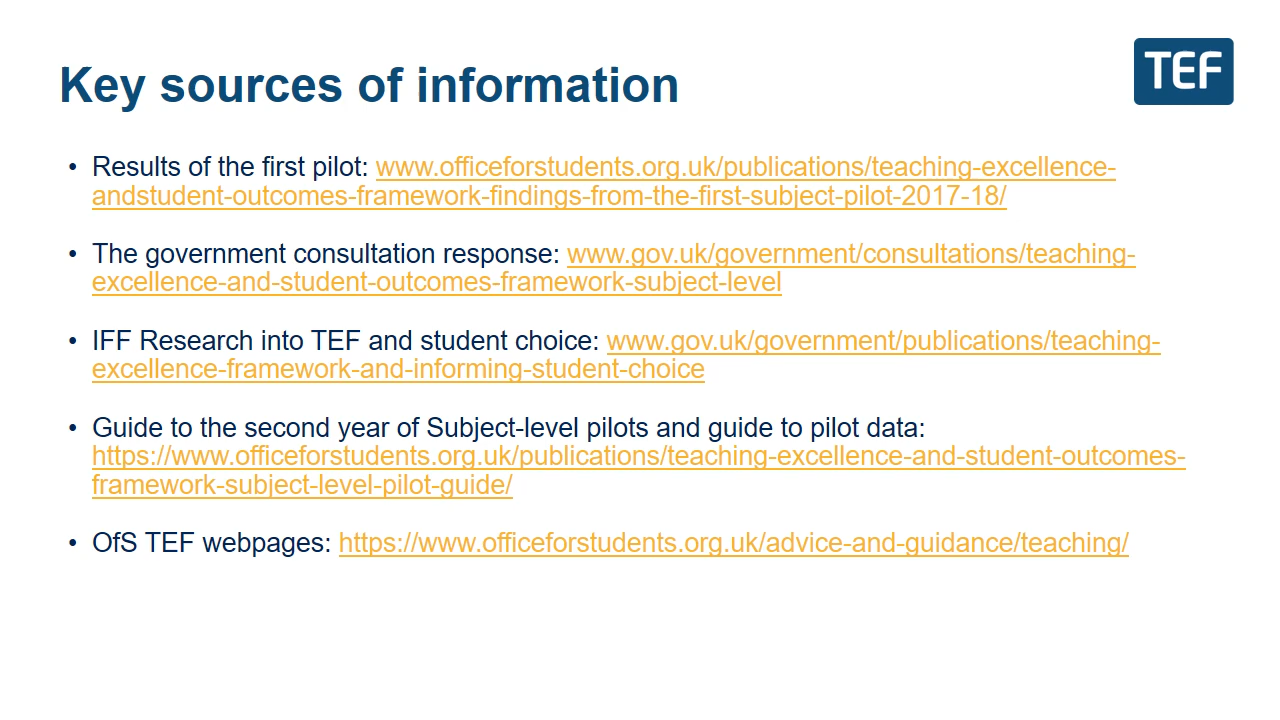 Key sources of information
TEF
• Results of the first pilot: www.officeforstudents.org.uk/publications/teaching-excellence-
andstudent-outcomes-framework-findings-from-the-first-subject-pilot-2017-18/
• The government consultation response: www.gov.uk/government/consultations/teaching-
excellence-and-student-outcomes-framework-subject-level
• IFF Research into TEF and student choice: www.gov.uk/government/publications/teaching-
excellence-framework-and-informing-student-choice
• Guide to the second year of Subject-level pilots and guide to pilot data:
https://www.officeforstudents.org.uk/publications/teaching-excellence-and-student-outcomes-
framework-subject-level-pilot-guide/
• OfS TEF webpages: https://www.officeforstudents.org.uk/advice-and-guidance/teaching/